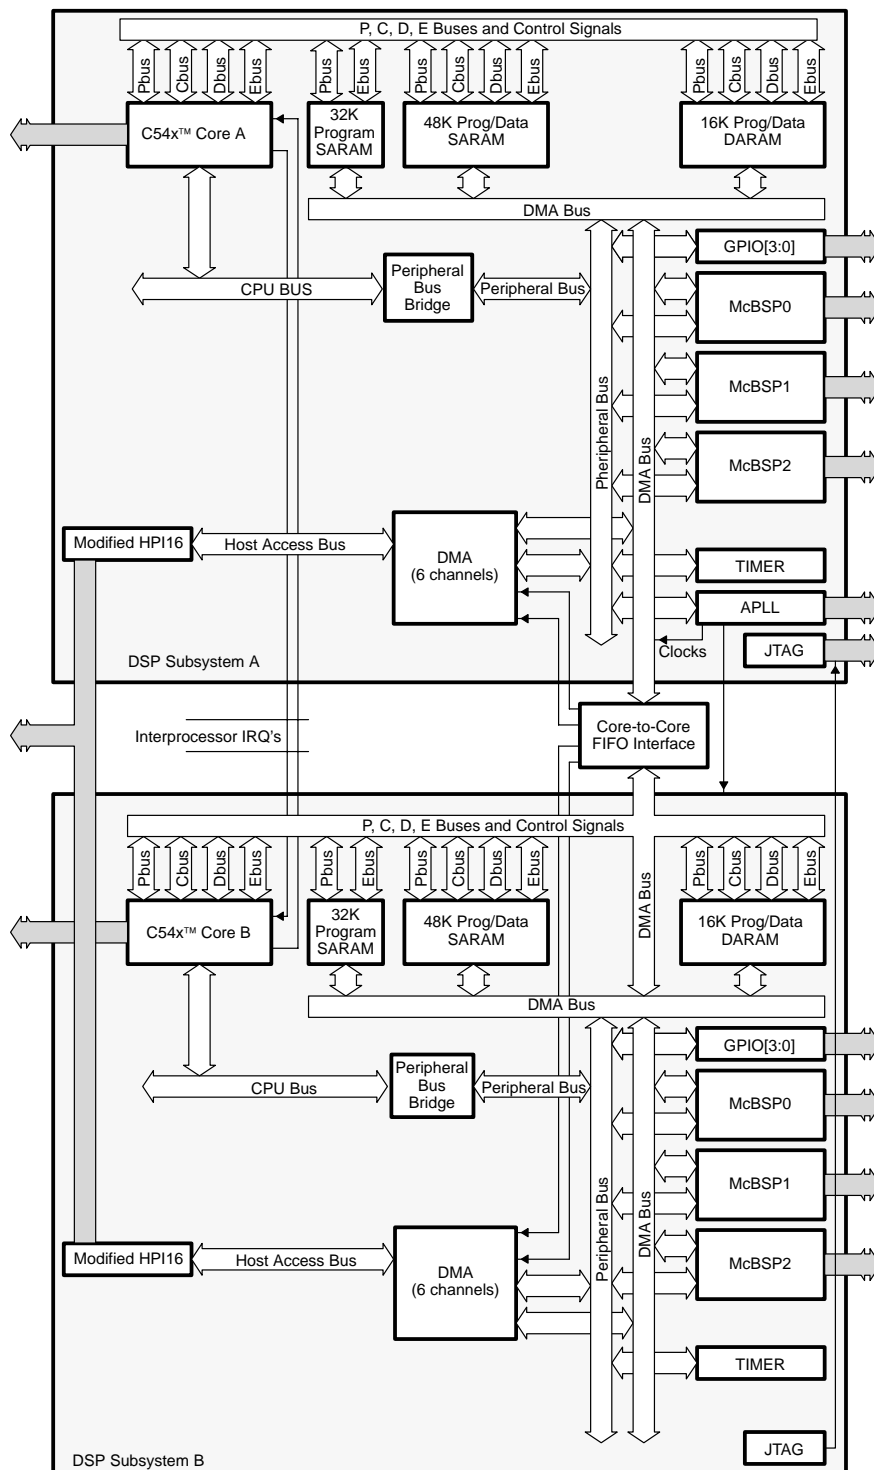 P, C, D, E Buses and Control Signals
Pbus
Cbus
Dbus
Ebus
Pbus
Ebus
Pbus
Cbus
Dbus
Ebus
Pbus
Cbus
Dbus
Ebus
C54x™ Core A
32K
Program
SARAM
48K Prog/Data
SARAM
16K Prog/Data
DARAM
DMA Bus
GPIO[3:0]
CPU BUS
Peripheral
Bus
Bridge
Peripheral Bus
McBSP0
McBSP1
Pheripheral Bus
DMA Bus
McBSP2
Modified HPI16
Host Access Bus
DMA
(6 channels)
TIMER
APLL
Clocks
JTAG
DSP Subsystem A
Interprocessor IRQ's
Core-to-Core
FIFO Interface
P, C, D, E Buses and Control Signals
Pbus
Cbus
Dbus
Ebus
Pbus
Ebus
Pbus
Cbus
Dbus
Ebus
DMA Bus
Pbus
Cbus
Dbus
Ebus
C54x™ Core B
32K
Program
SARAM
48K Prog/Data
SARAM
16K Prog/Data
DARAM
DMA Bus
GPIO[3:0]
CPU Bus
Peripheral
Bus
Bridge
Peripheral Bus
McBSP0
McBSP1
Peripheral Bus
DMA Bus
McBSP2
Modified HPI16
Host Access Bus
DMA
(6 channels)
TIMER
JTAG
DSP Subsystem B